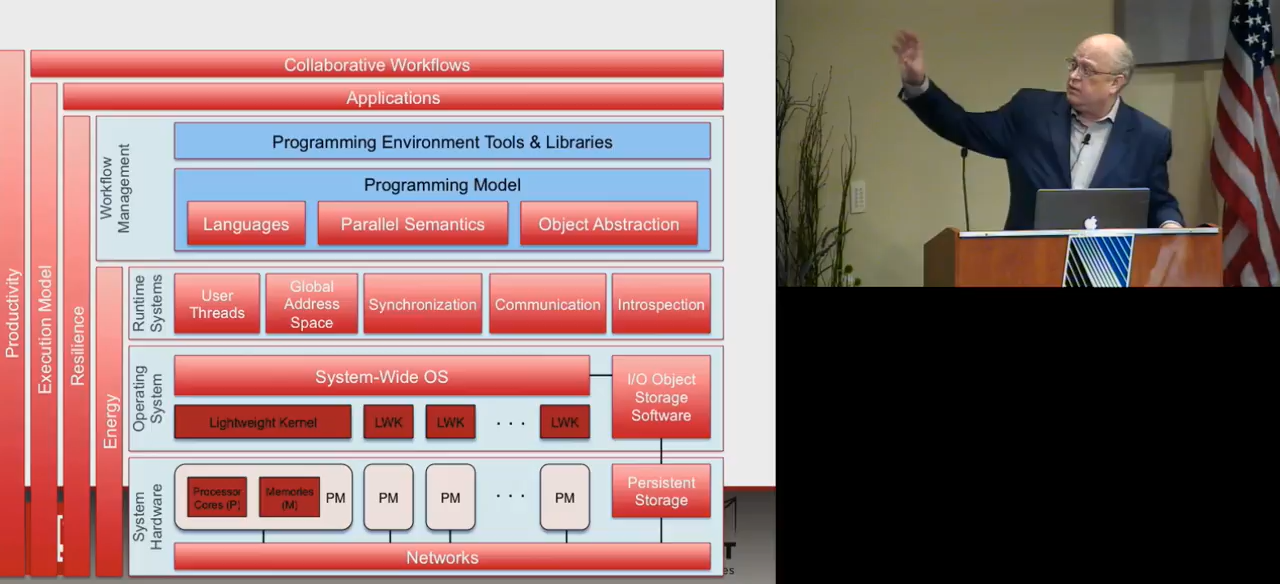 Collaborative Workflows
Applications
Productivity
Execution Model
Resilience
Energy
Workflow
Management
Programming Environment Tools & Libraries
Programming Model
Languages
Parallel Semantics
Object Abstraction
Runtime
Systems
User
Threads
Global
Address
Space
Synchronization
Communication
Introspection
Operating
System
System-Wide OS
I/O Object
Storage
Software
Lightweight Kernel
LWK
LWK
. . .
LWK
System
Hardware
Processor
Cores (P)
Memories
(M)
PM
PM
PM
. . .
PM
Persistent
Storage
Networks